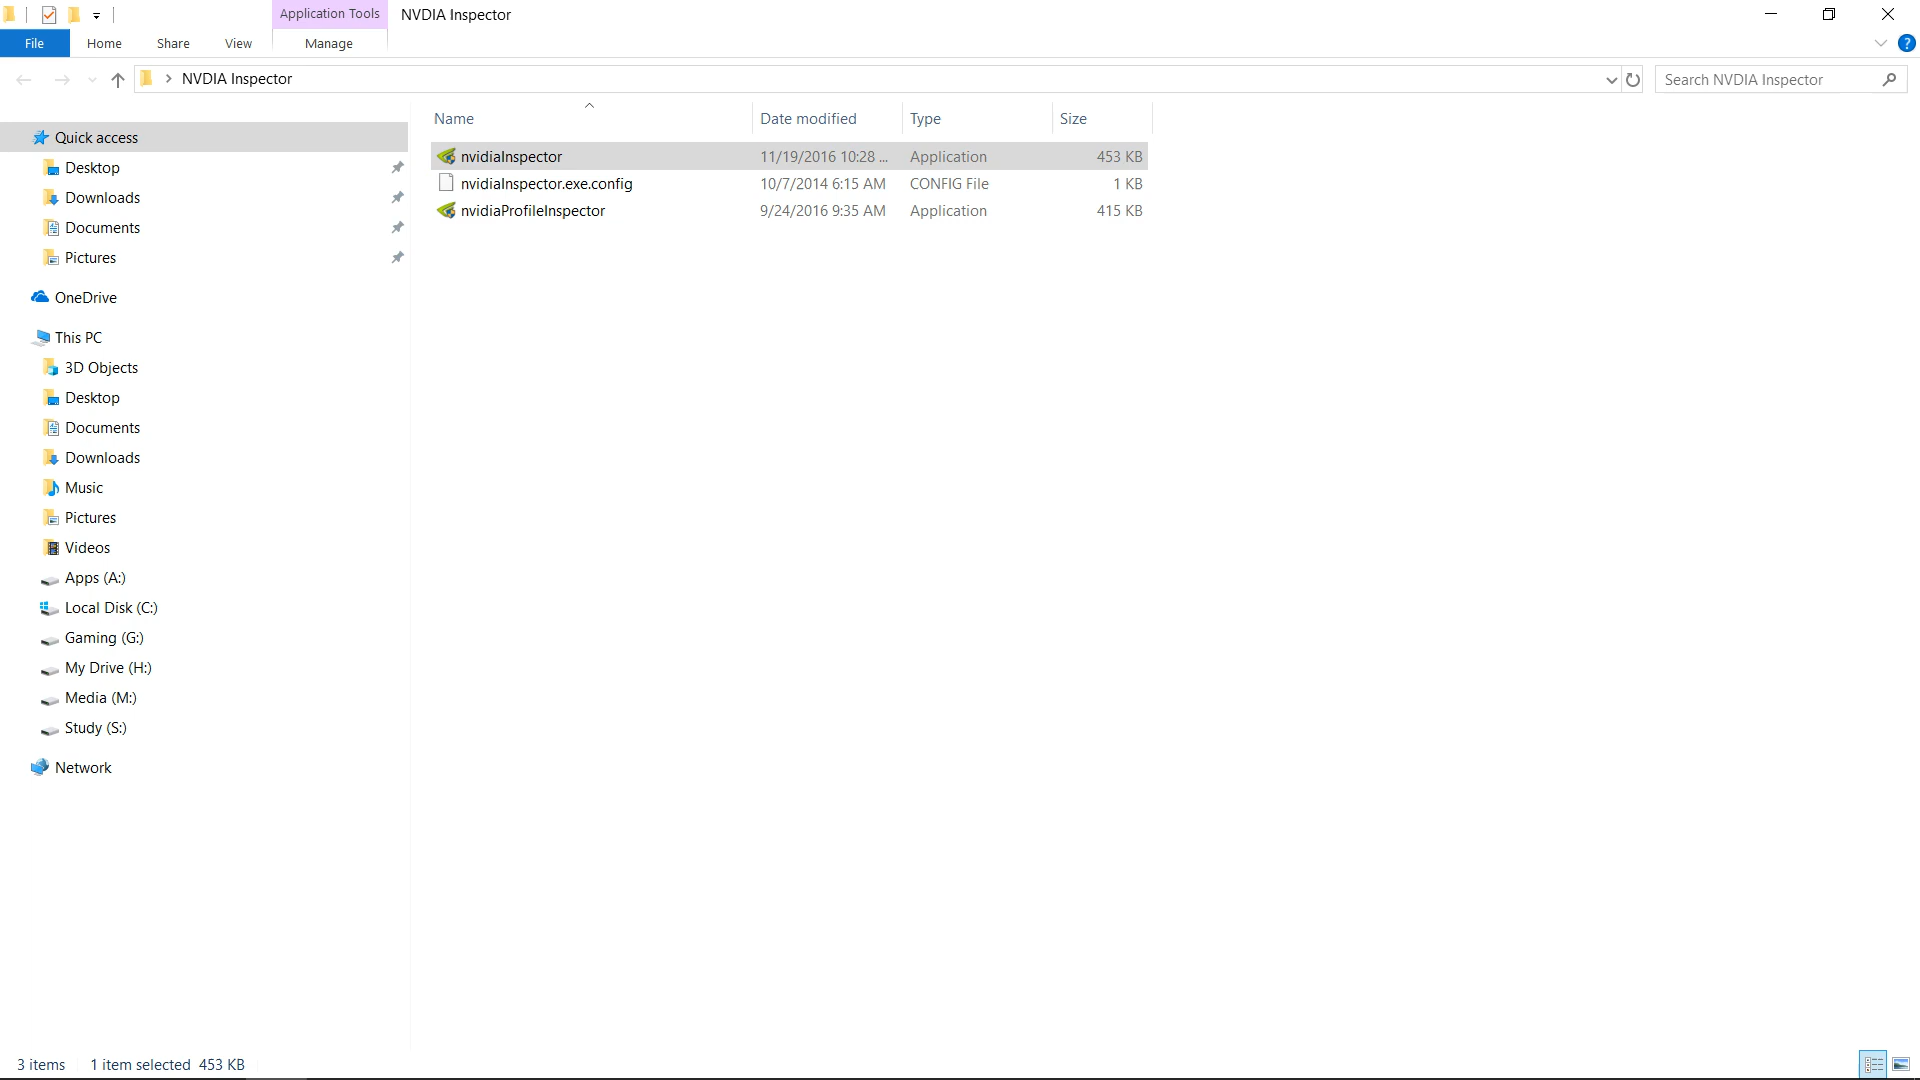 Application Tools NVDIA Inspector
File Home Share View Manage
NVDIA Inspector
Search NVDIA Inspector
Name Date modified Type Size
Quick access
Desktop
Downloads
Documents
Pictures
OneDrive
This PC
3D Objects
Desktop
Documents
Downloads
Music
Pictures
Videos
Apps (A:)
Local Disk (C:)
Gaming (G:)
My Drive (H:)
Media (M:)
Study (S:)
Network
nvidiaInspector 11/19/2016 10:28 ... Application 453 KB
nvidiaInspector.exe.config 10/7/2014 6:15 AM CONFIG File 1 KB
nvidiaProfileInspector 9/24/2016 9:35 AM Application 415 KB
3 items 1 item selected 453 KB